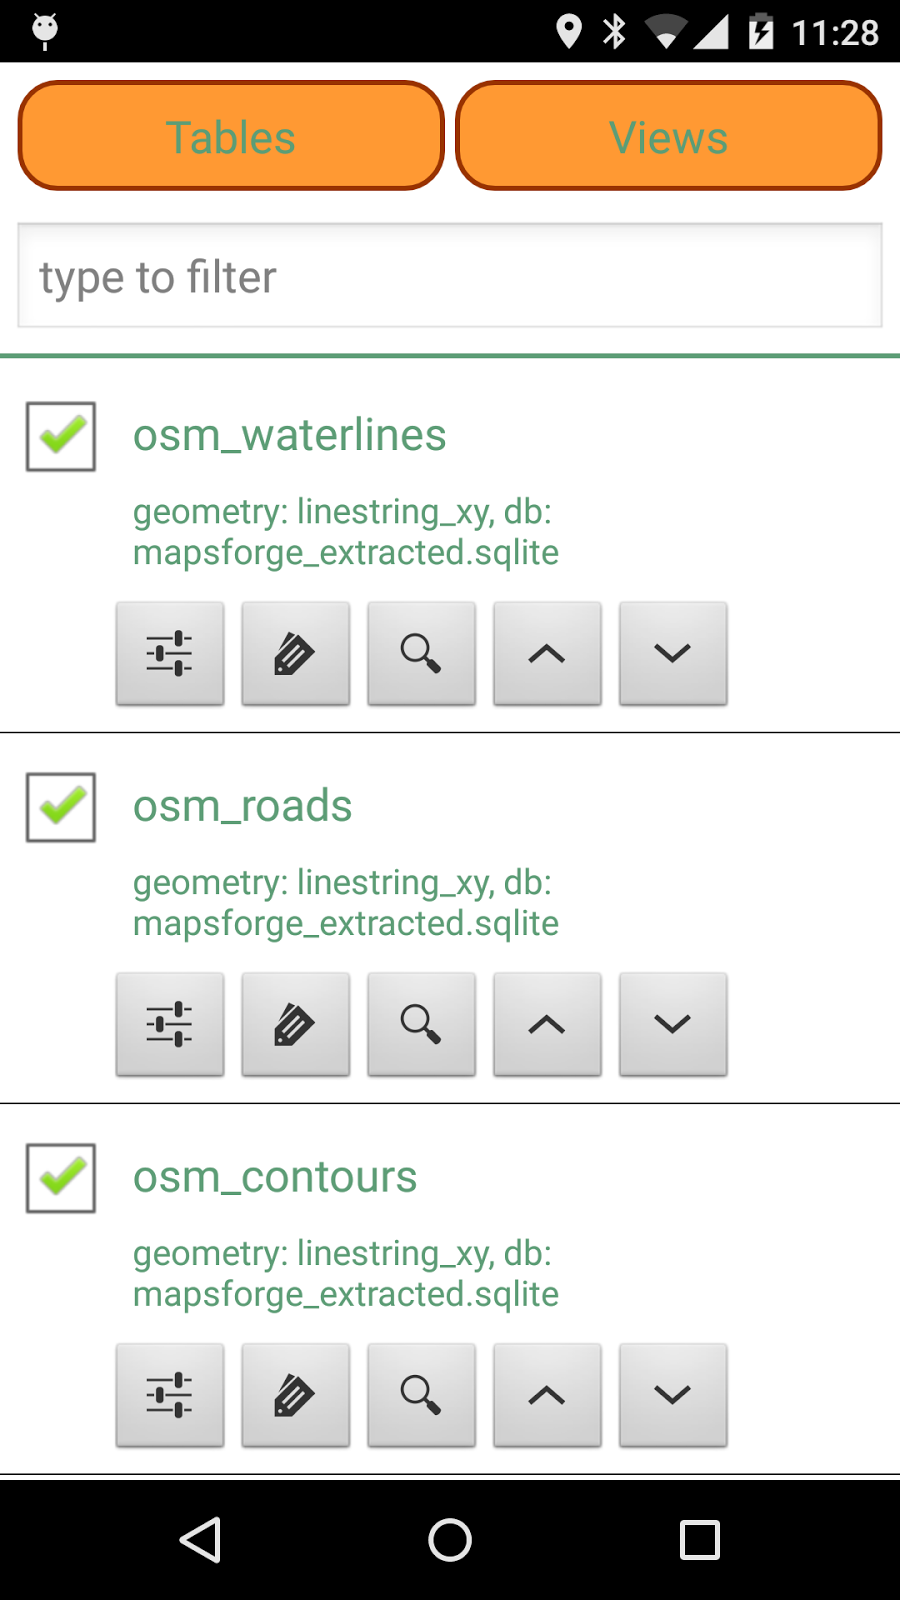 11:28
Tables
Views
type to filter
osm_waterlines
geometry: linestring_xy, db:
mapsforge_extracted.sqlite
osm_roads
geometry: linestring_xy, db:
mapsforge_extracted.sqlite
osm_contours
geometry: linestring_xy, db:
mapsforge_extracted.sqlite